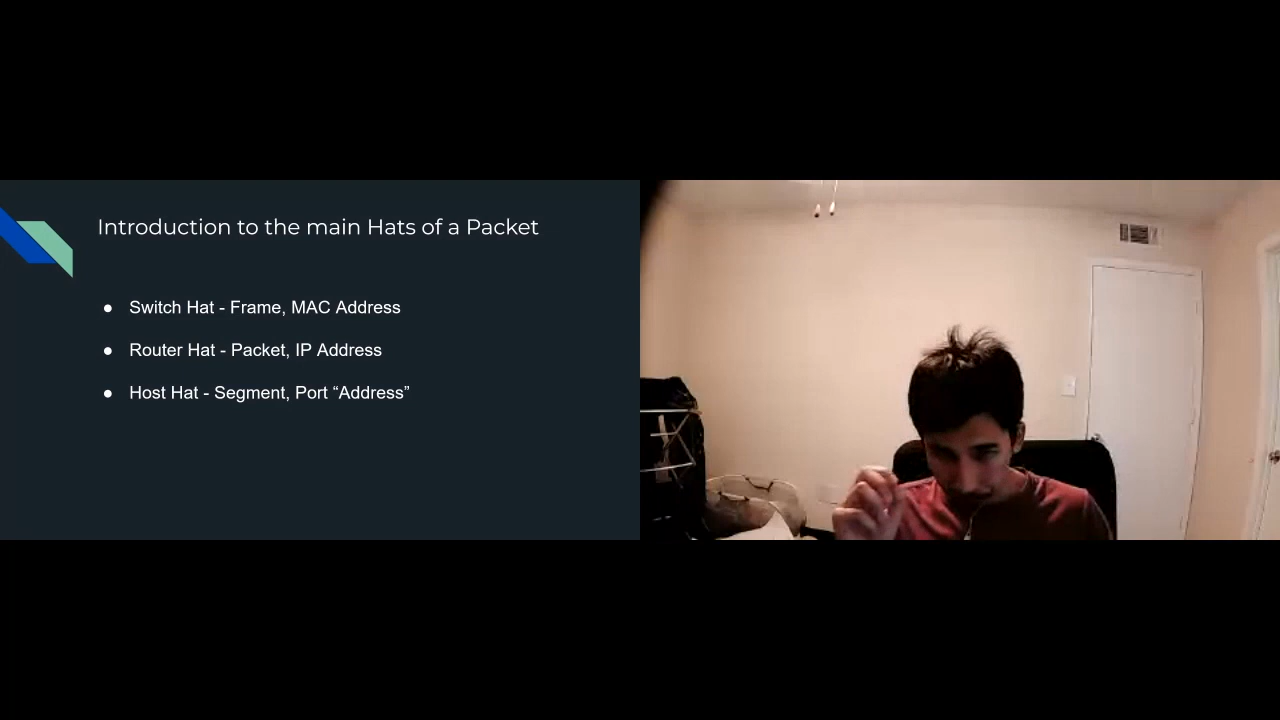 Introduction to the main Hats of a Packet
● Switch Hat - Frame, MAC Address
● Router Hat - Packet, IP Address
● Host Hat - Segment, Port “Address”